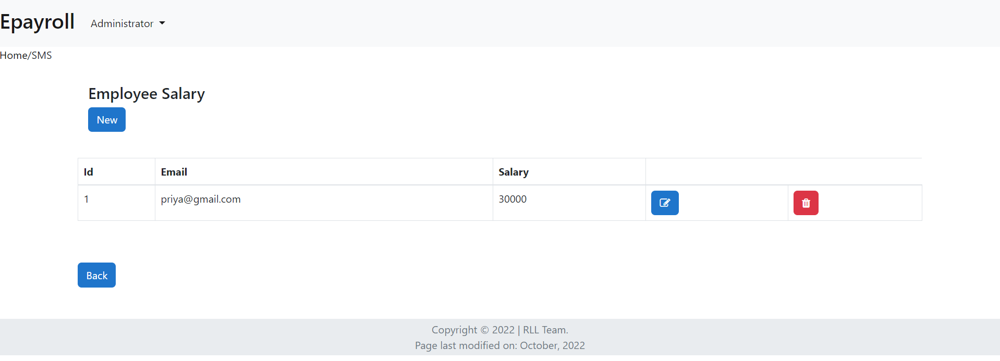 Epayroll Administrator
Home/SMS
Employee Salary
New
Id Email Salary
1 priya@gmail.com 30000
Back
Copyright © 2022 | RLL Team.
Page last modified on: October, 2022